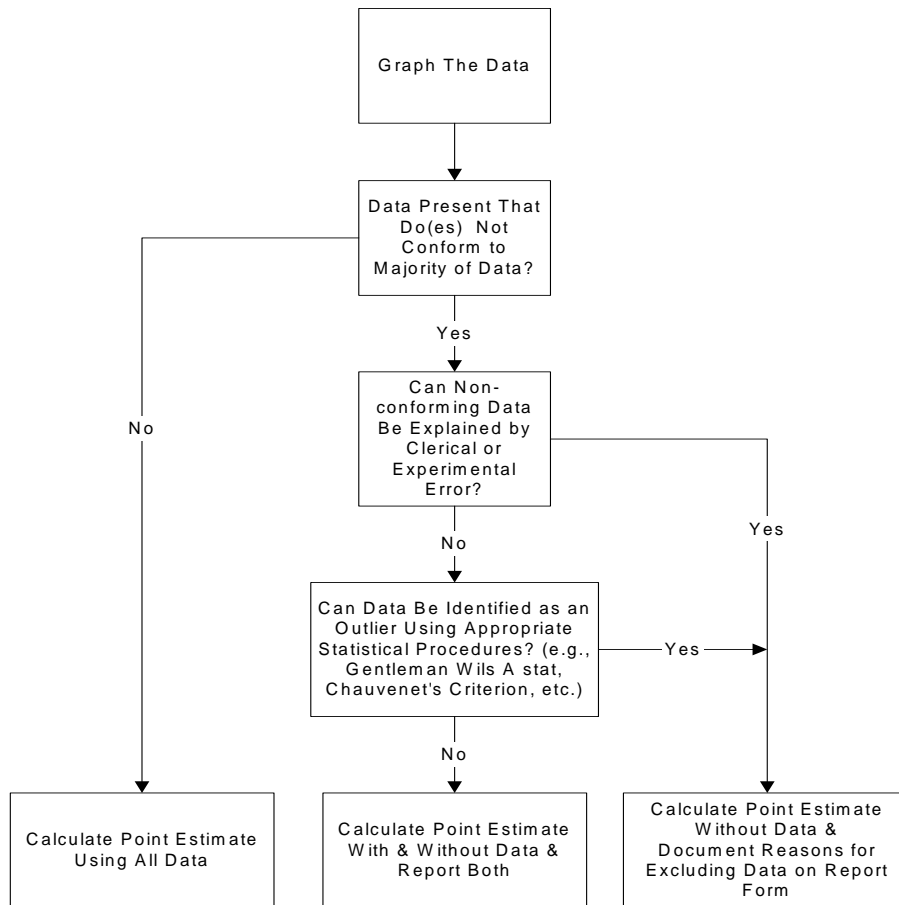 Graph The Data
Data Present That
Do(es) Not
Conform to
Majority of Data?
Yes
No
Can Non-
conforming Data
Be Explained by
Clerical or
Experimental
Error?
Yes
No
Can Data Be Identified as an
Outlier Using Appropriate
Statistical Procedures? (e.g.,
Gentleman Wils A stat,
Chauvenet's Criterion, etc.)
Yes
No
Calculate Point Estimate
Using All Data
Calculate Point Estimate
With & Without Data &
Report Both
Calculate Point Estimate
Without Data &
Document Reasons for
Excluding Data on Report
Form